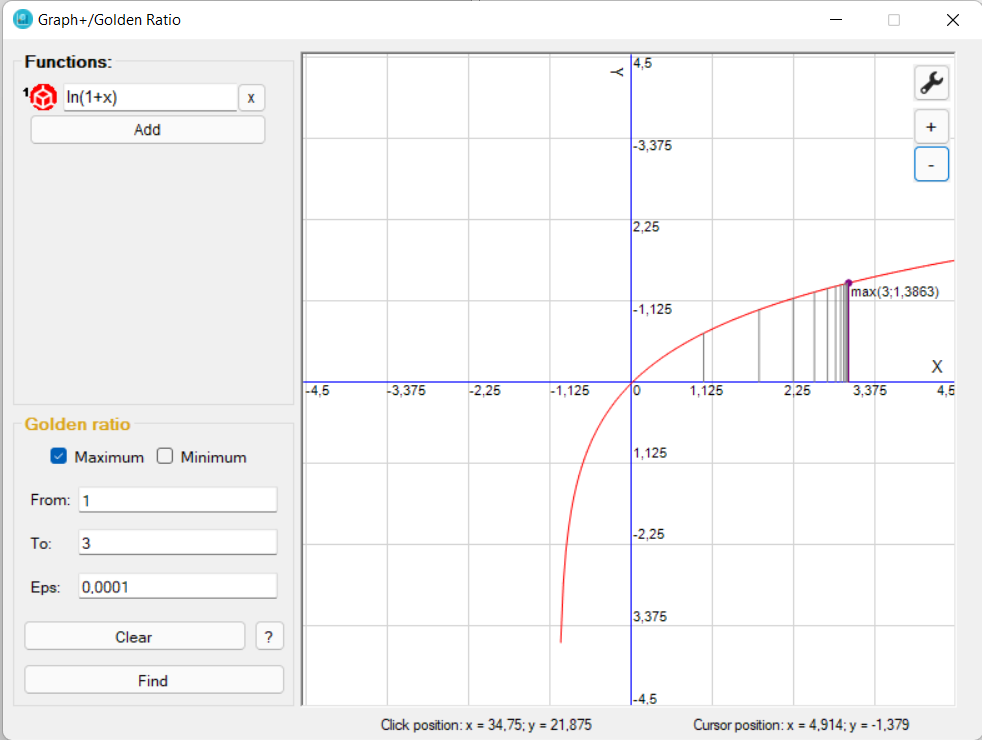 Graph+/Golden Ratio
Functions:
1 ln(1+x) x
Add
Golden ratio
Maximum Minimum
From: 1
To: 3
Eps: 0,0001
Clear ?
Find
Y 4,5
-3,375
2,25
-1,125
max(3;1,3863)
X
-4,5 -3,375 -2,25 -1,125 0 1,125 2,25 3,375 4,5
1,125
-2,25
3,375
-4,5
+
-
Click position: x = 34,75; y = 21,875 Cursor position: x = 4,914; y = -1,379